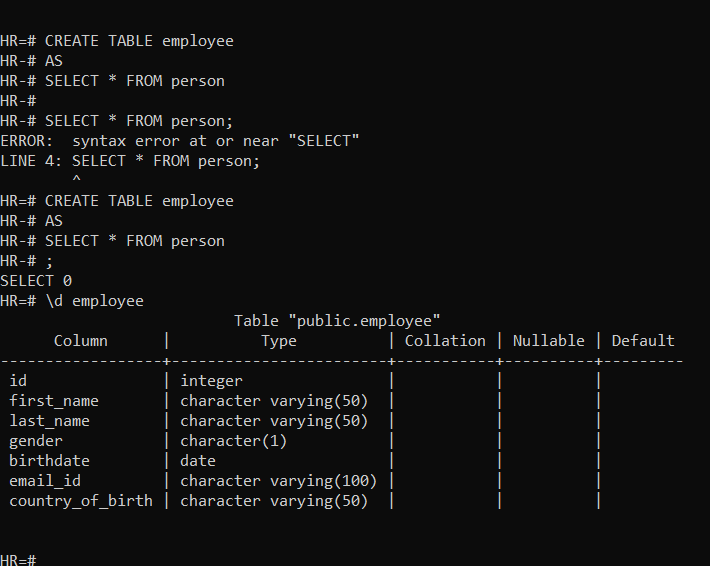 HR=# CREATE TABLE employee
HR-# AS
HR-# SELECT * FROM person
HR-#
HR-# SELECT * FROM person;
ERROR:  syntax error at or near "SELECT"
LINE 4: SELECT * FROM person;
        ^
HR=# CREATE TABLE employee
HR-# AS
HR-# SELECT * FROM person
HR-# ;
SELECT 0
HR=# \d employee
                          Table "public.employee"
      Column      |          Type          | Collation | Nullable | Default
------------------+------------------------+-----------+----------+---------
 id               | integer                |           |          |
 first_name       | character varying(50)  |           |          |
 last_name        | character varying(50)  |           |          |
 gender           | character(1)           |           |          |
 birthdate        | date                   |           |          |
 email_id         | character varying(100) |           |          |
 country_of_birth | character varying(50)  |           |          |
HR=#